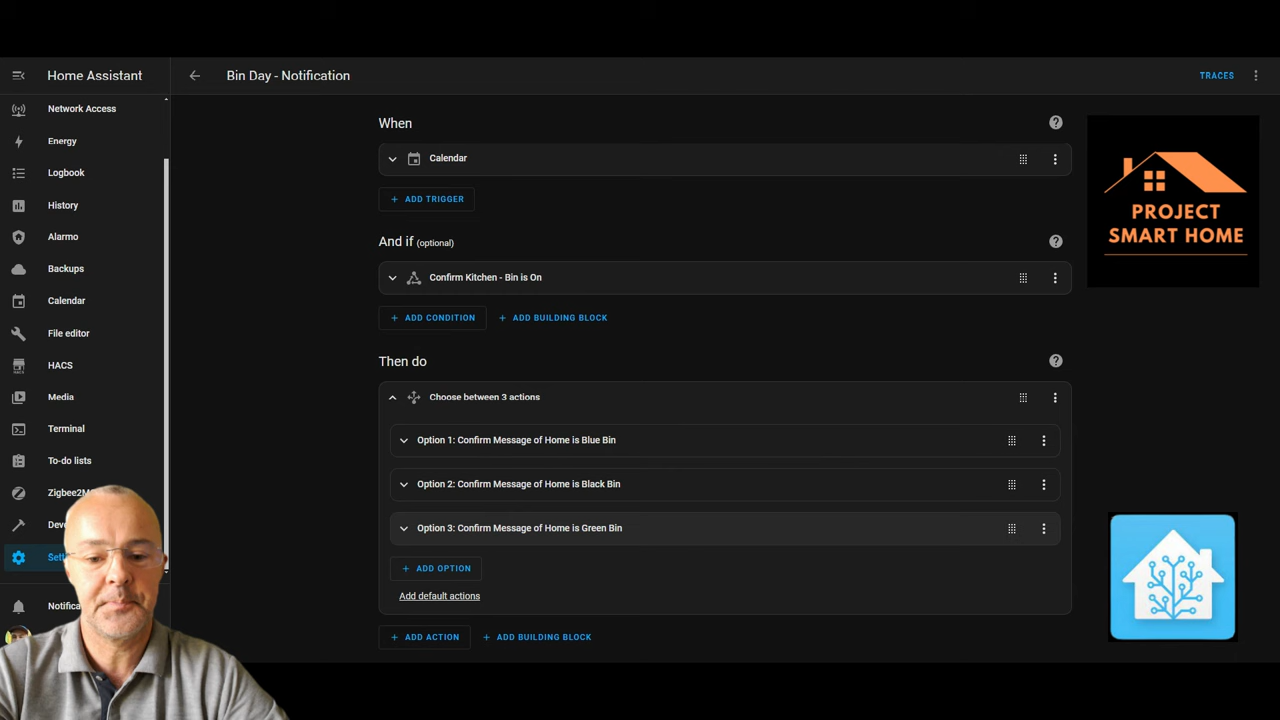 Home Assistant
Bin Day - Notification
TRACES
Network Access
Energy
Logbook
History
Alarmo
Backups
Calendar
File editor
HACS
HACS
Media
Terminal
To-do lists
When
Calendar
ADD TRIGGER
And if (optional)
Confirm Kitchen - Bin is On
ADD CONDITION
ADD BUILDING BLOCK
Then do
Choose between 3 actions
Option 1: Confirm Message of Home is Blue Bin
Option 2: Confirm Message of Home is Black Bin
Option 3: Confirm Message of Home is Green Bin
ADD OPTION
Add default actions
ADD ACTION
ADD BUILDING BLOCK
PROJECT
SMART HOME